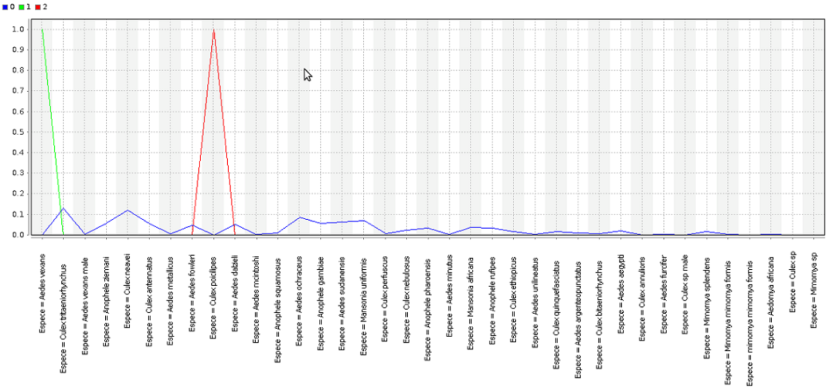 0 1 2
1.0
0.9
0.8
0.7
0.6
0.5
0.4
0.3
0.2
0.1
0.0
Espece = Aedes vexans
Espece = Culex tritaeniorhynchus
Espece = Aedes vexans male
Espece = Anophele ziemani
Espece = Culex neavei
Espece = Culex antennatus
Espece = Aedes metalicus
Espece = Aedes fowleri
Espece = Culex poicilipes
Espece = Aedes dalzieli
Espece = Aedes mcintoshi
Espece = Anophele squamosus
Espece = Aedes ochraceus
Espece = Anophele gambiae
Espece = Aedes sudanensis
Espece = Mansonia uniformis
Espece = Culex perfuscus
Espece = Culex nebulosus
Espece = Anophele pharoensis
Espece = Aedes minutus
Espece = Mansonia africana
Espece = Anophele rufipes
Espece = Culex ethiopicus
Espece = Aedes unilineatus
Espece = Culex quinquefasciatus
Espece = Aedes argenteopunctatus
Espece = Culex bitaeniorhynchus
Espece = Aedes aegypti
Espece = Culex annulioris
Espece = Aedes furcifer
Espece = Culex sp male
Espece = Mimomyia splendens
Espece = Mimomyia mimomyia formis
Espece = mimomyia mimomyia formis
Espece = Aedomyia africana
Espece = Culex sp
Espece = Mimomyia sp